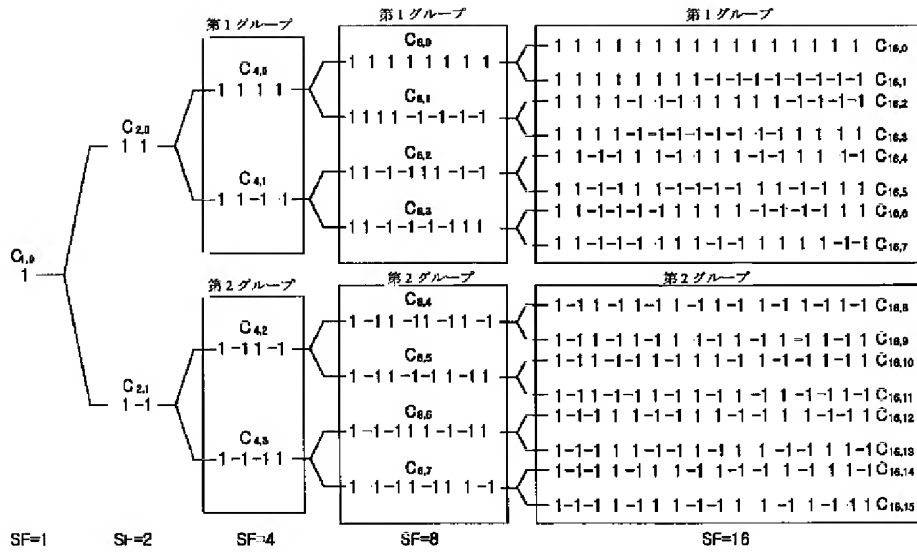 第1グループ
第1グループ
第1グループ
第2グループ
第2グループ
第2グループ
C1,0
1
C2,0
1 1
C2,1
1 -1
C4,0
1 1 1 1
C4,1
1 1 -1 -1
C4,2
1 -1 1 -1
C4,3
1 -1 -1 1
C8,0
1 1 1 1 1 1 1 1
C8,1
1 1 1 1 -1 -1 -1 -1
C8,2
1 1 -1 -1 1 1 -1 -1
C8,3
1 1 -1 -1 -1 -1 1 1
C8,4
1 -1 1 -1 1 -1 1 -1
C8,5
1 -1 1 -1 -1 1 -1 1
C8,6
1 -1 -1 1 1 -1 -1 1
C8,7
1 -1 -1 1 -1 1 1 -1
1 1 1 1 1 1 1 1 1 1 1 1 1 1 1 1 C16,0
1 1 1 1 1 1 1 1 -1 -1 -1 -1 -1 -1 -1 -1 C16,1
1 1 1 1 -1 -1 -1 -1 1 1 1 1 -1 -1 -1 -1 C16,2
1 1 1 1 -1 -1 -1 -1 -1 -1 -1 -1 1 1 1 1 C16,3
1 1 -1 -1 1 1 -1 -1 1 1 -1 -1 1 1 -1 -1 C16,4
1 1 -1 -1 1 1 -1 -1 -1 -1 1 1 -1 -1 1 1 C16,5
1 1 -1 -1 -1 -1 1 1 1 1 -1 -1 -1 -1 1 1 C16,6
1 1 -1 -1 -1 -1 1 1 -1 -1 1 1 1 1 -1 -1 C16,7
1 -1 1 -1 1 -1 1 -1 1 -1 1 -1 1 -1 1 -1 C16,8
1 -1 1 -1 1 -1 1 -1 -1 1 -1 1 -1 1 -1 1 C16,9
1 -1 1 -1 -1 1 -1 1 1 -1 1 -1 -1 1 -1 1 C16,10
1 -1 1 -1 -1 1 -1 1 -1 1 -1 1 1 -1 1 -1 C16,11
1 -1 -1 1 1 -1 -1 1 1 -1 -1 1 1 -1 -1 1 C16,12
1 -1 -1 1 1 -1 -1 1 -1 1 1 -1 -1 1 1 -1 C16,13
1 -1 -1 1 -1 1 1 -1 1 -1 -1 1 -1 1 1 -1 C16,14
1 -1 -1 1 -1 1 1 -1 -1 1 1 -1 1 -1 -1 1 C16,15
SF=1
SF=2
SF=4
SF=8
SF=16